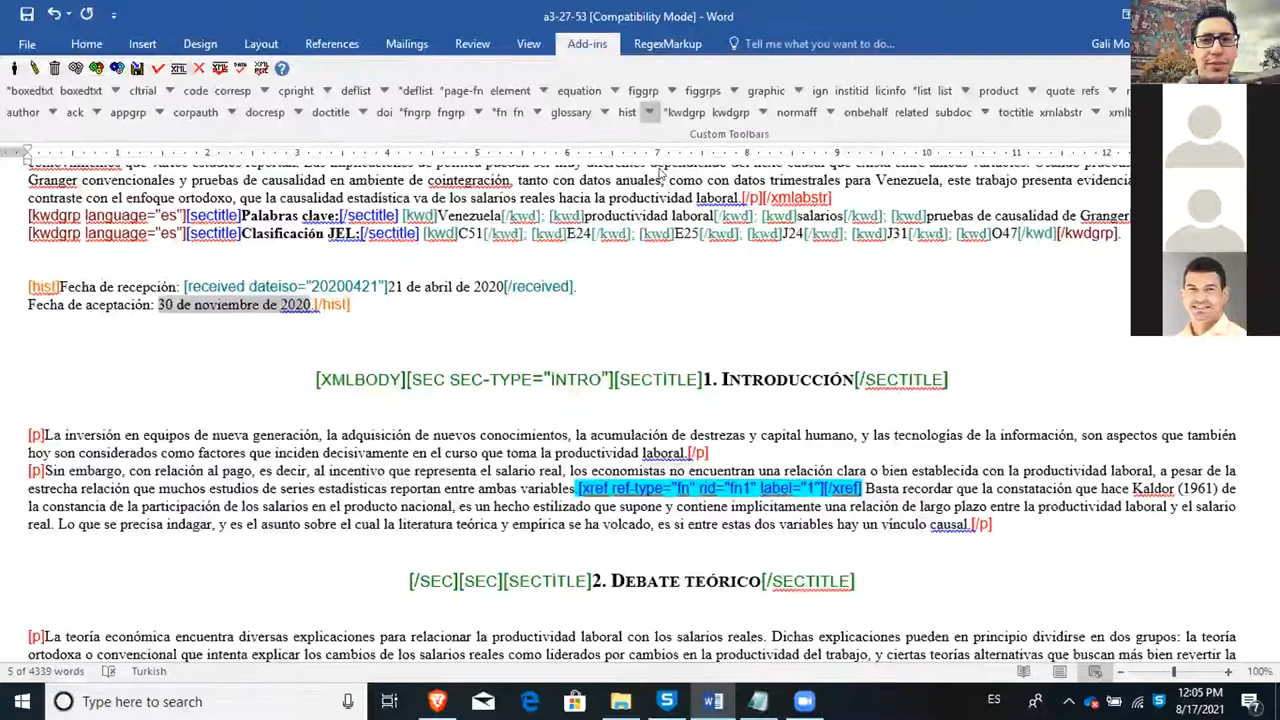 a3-27-53 [Compatibility Mode] - Word
File Home Insert Design Layout References Mailings Review View Add-ins RegexMarkup Tell me what you want to do... Gali Mo
*boxedtxt boxedtxt cltrial code corresp cpright deflist *deflist *page-fn element equation figgrp figgrps graphic ign institid licinfo *list list product quote refs
author ack appgrp corpauth docresp doctitle doi *fngrp fngrp *fn fn glossary hist *kwdgrp kwdgrp normaff onbehalf related subdoc toctitle xmlabstr xmlb
Custom Toolbars
1 2 3 4 5 6 7 8 9 10 11 12
Granger convencionales y pruebas de causalidad en ambiente de cointegración, tanto con datos anuales, como con datos trimestrales para Venezuela, este trabajo presenta evidencia
contraste con el enfoque ortodoxo, que la causalidad estadística va de los salarios reales hacia la productividad laboral.[/p][/xmlabstr]
[kwdgrp language="es"][sectitle]Palabras clave:[/sectitle] [kwd]Venezuela[/kwd]; [kwd]productividad laboral[/kwd]; [kwd]salarios[/kwd]; [kwd]pruebas de causalidad de Granger
[kwdgrp language="es"][sectitle]Clasificación JEL:[/sectitle] [kwd]C51[/kwd]; [kwd]E24[/kwd]; [kwd]E25[/kwd]; [kwd]J24[/kwd]; [kwd]J31[/kwd]; [kwd]O47[/kwd][/kwdgrp].
[hist]Fecha de recepción: [received dateiso="20200421"]21 de abril de 2020[/received].
Fecha de aceptación: 30 de noviembre de 2020.[/hist]
[XMLBODY][SEC SEC-TYPE="İNTRO"][SECTİTLE]1. INTRODUCCIÓN[/SECTITLE]
[p]La inversión en equipos de nueva generación, la adquisición de nuevos conocimientos, la acumulación de destrezas y capital humano, y las tecnologías de la información, son aspectos que también
hoy son considerados como factores que inciden decisivamente en el curso que toma la productividad laboral.[/p]
[p]Sin embargo, con relación al pago, es decir, al incentivo que representa el salario real, los economistas no encuentran una relación clara o bien establecida con la productividad laboral, a pesar de la
estrecha relación que muchos estudios de series estadísticas reportan entre ambas variables.[xref ref-type="fn" rid="fn1" label="1"][/xref] Basta recordar que la constatación que hace Kaldor (1961) de
la constancia de la participación de los salarios en el producto nacional, es un hecho estilizado que supone y contiene implícitamente una relación de largo plazo entre la productividad laboral y el salario
real. Lo que se precisa indagar, y es el asunto sobre el cual la literatura teórica y empírica se ha volcado, es si entre estas dos variables hay un vínculo causal.[/p]
[/SEC][SEC][SECTİTLE]2. DEBATE TEÓRICO[/SECTITLE]
[p]La teoría económica encuentra diversas explicaciones para relacionar la productividad laboral con los salarios reales. Dichas explicaciones pueden en principio dividirse en dos grupos: la teoría
ortodoxa o convencional que intenta explicar los cambios de los salarios reales como liderados por cambios en la productividad del trabajo, y ciertas teorías alternativas que buscan más bien revertir la
5 of 4339 words Turkish 100%
Type here to search ES 12:05 PM
8/17/2021